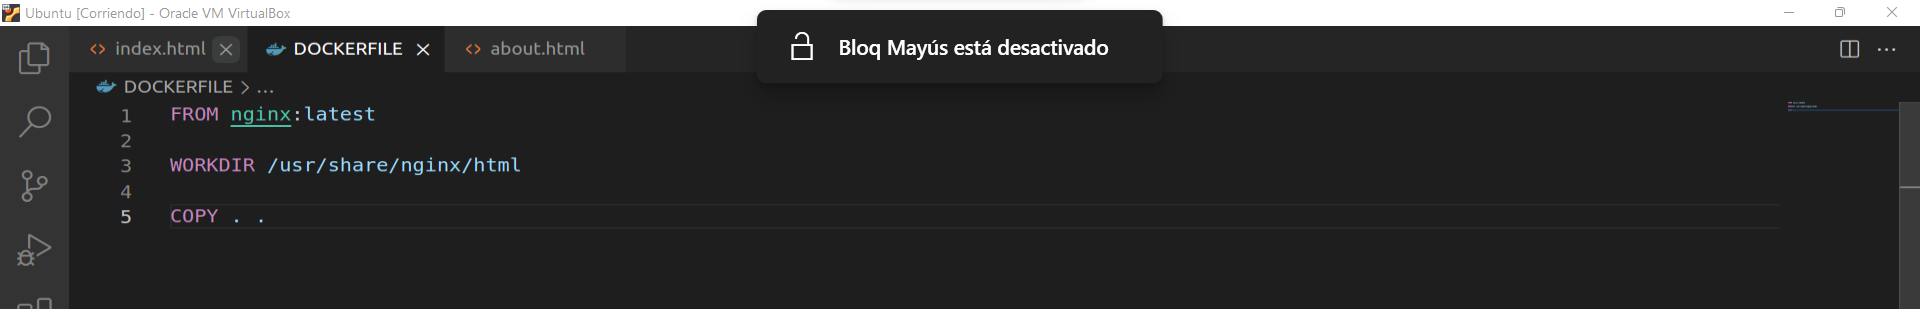 Ubuntu [Corriendo] - Oracle VM VirtualBox
Bloq Mayús está desactivado
index.html
DOCKERFILE
about.html
DOCKERFILE > ...
1 FROM nginx:latest
2
3 WORKDIR /usr/share/nginx/html
4
5 COPY . .